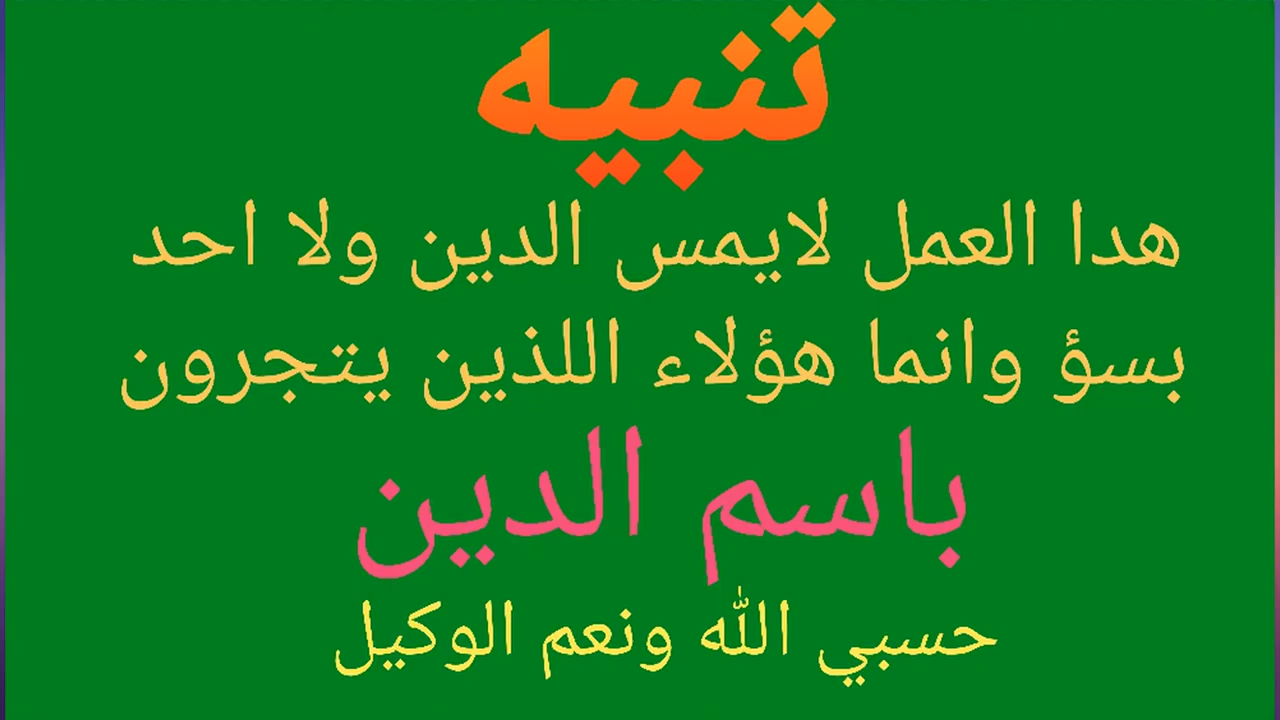 تنبيه
هدا العمل لايمس الدين ولا احد
بسؤ وانما هؤلاء اللذين يتجرون
باسم الدين
حسبي الله ونعم الوكيل